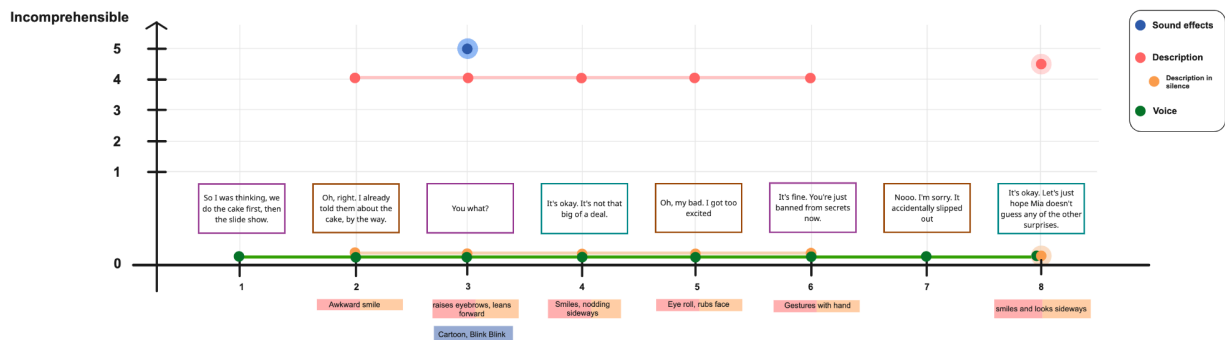 Incomprehensible
5
4
3
2
1
0
Sound effects
Description
Description in
silence
Voice
So I was thinking, we
do the cake first, then
the slide show.
Oh, right. I already
told them about the
cake, by the way.
You what?
It's okay. It's not that
big of a deal.
Oh, my bad. I got too
excited
It's fine. You're just
banned from secrets
now.
Nooo. I'm sorry. It
accidentally slipped
out
It's okay. Let's just
hope Mia doesn't
guess any of the other
surprises.
1
2
3
4
5
6
7
8
Awkward smile
raises eyebrows, leans
forward
Cartoon, Blink Blink
Smiles, nodding
sideways
Eye roll, rubs face
Gestures with hand
smiles and looks sideways